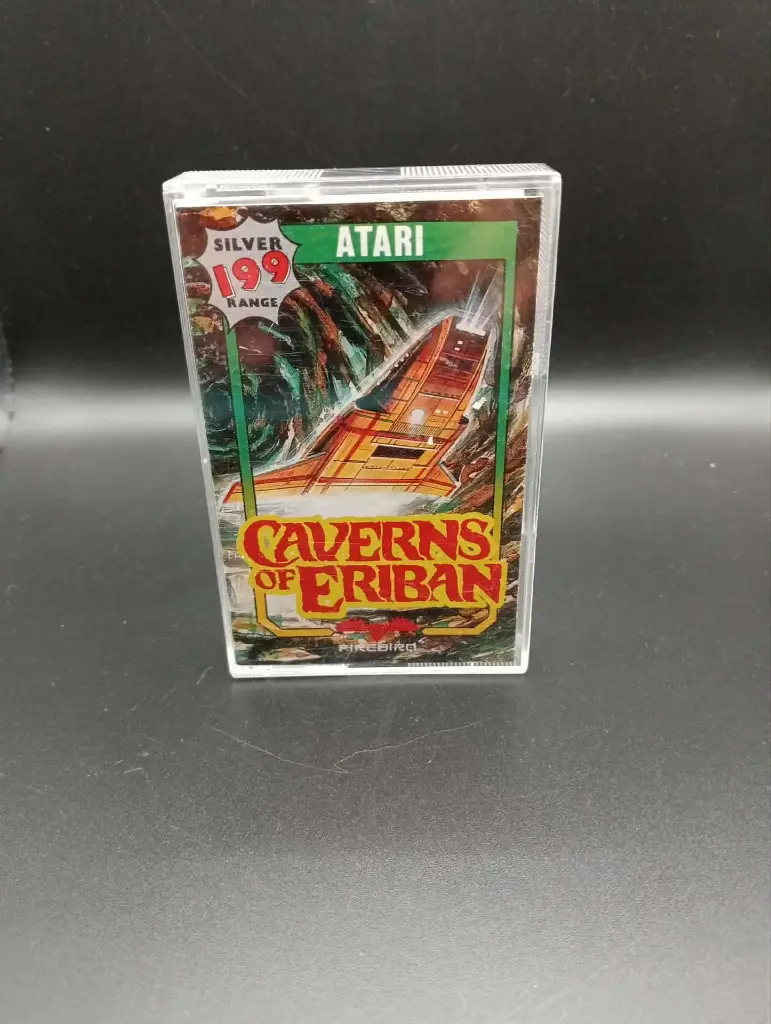 SILVER
199
RANGE
ATARI
CAVERNS
OF ERIBAN
FIREBIRD